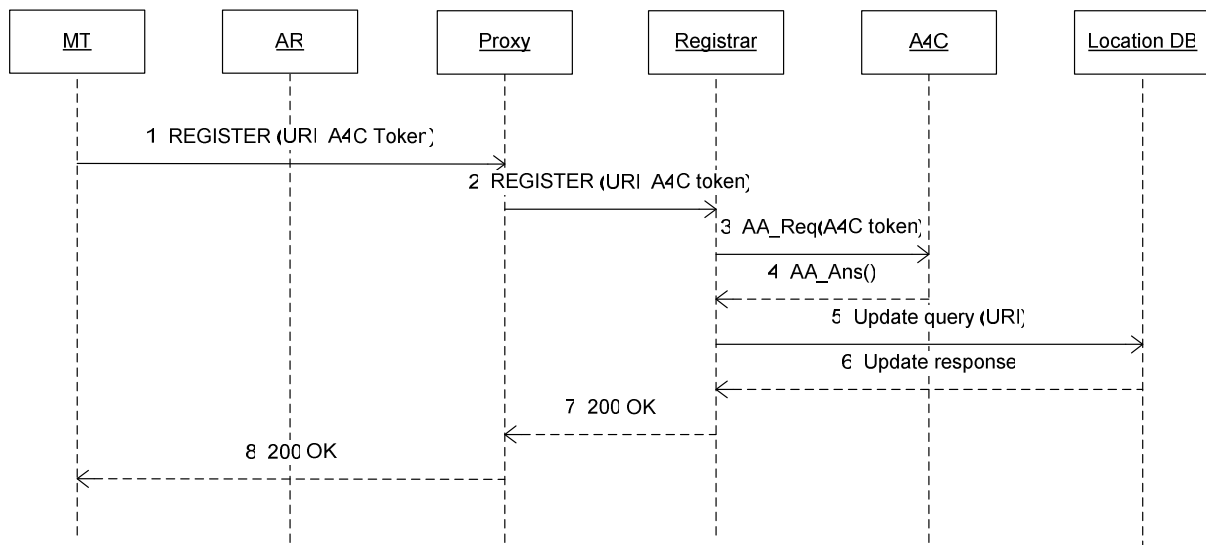 MT
AR
Proxy
Registrar
A4C
Location DB
1 REGISTER (URI A4C Token)
2 REGISTER (URI A4C token)
3 AA_Req(A4C token)
4 AA_Ans()
5 Update query (URI)
6 Update response
7 200 OK
8 200 OK